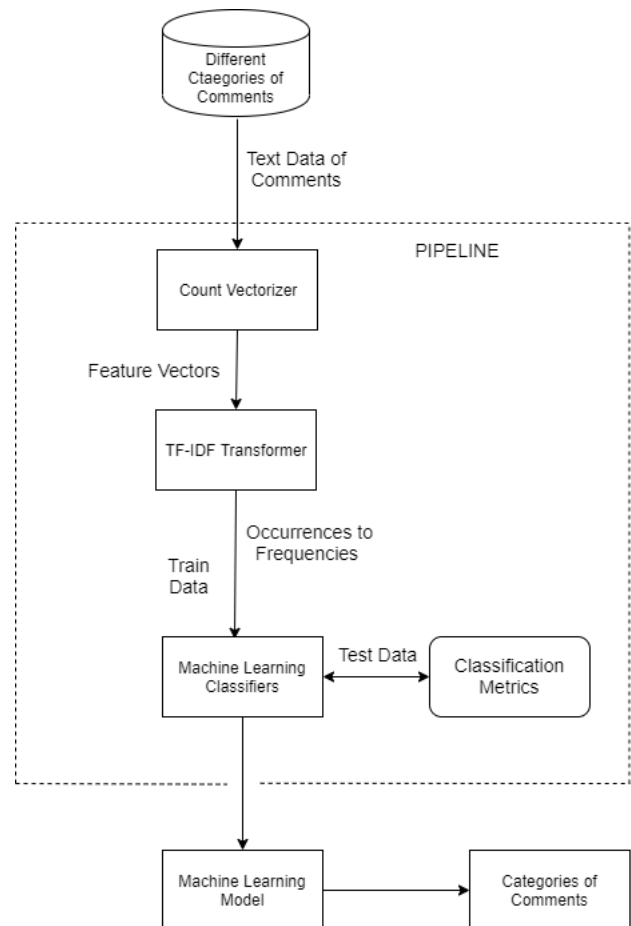 Different
Ctaegories of
Comments
Text Data of
Comments
PIPELINE
Count Vectorizer
Feature Vectors
TF-IDF Transformer
Occurrences to
Frequencies
Train
Data
Machine Learning
Classifiers
Test Data
Classification
Metrics
Machine Learning
Model
Categories of
Comments